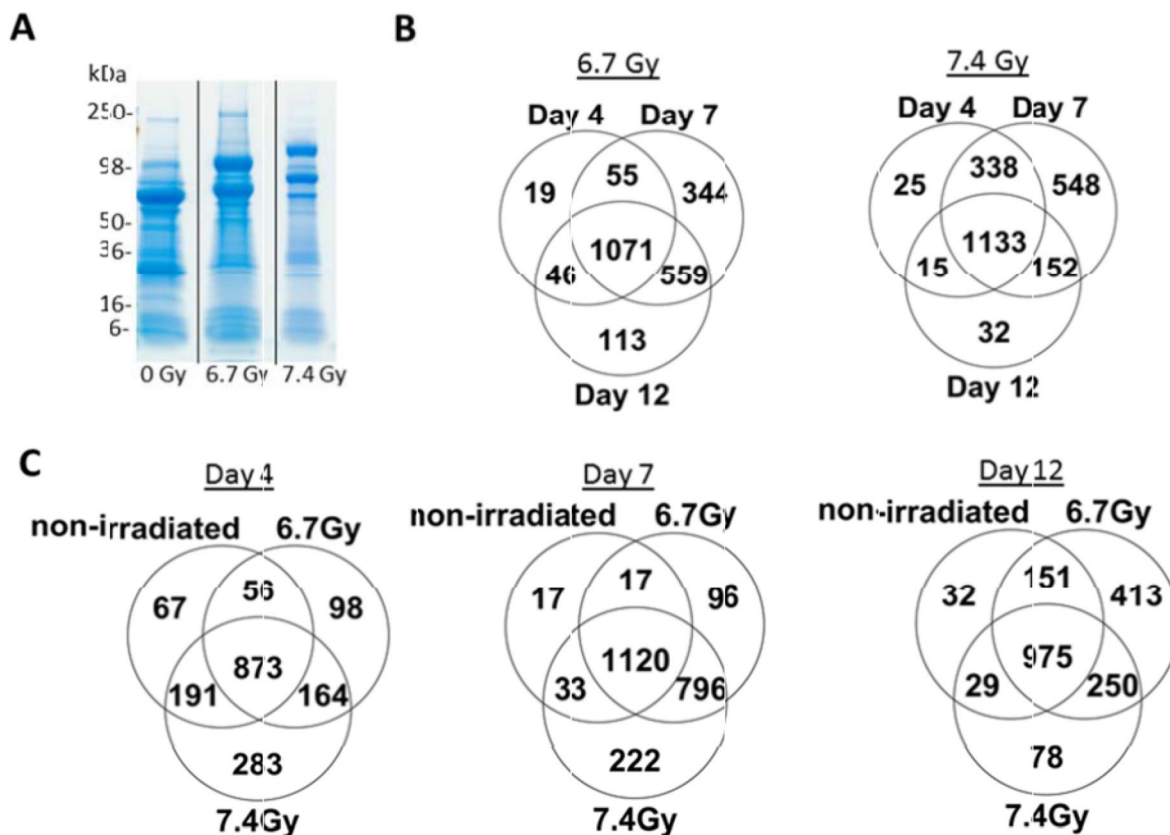 A
kDa
250-
98-
50-
36-
16-
6-
0 Gy 6.7 Gy 7.4 Gy
B
6.7 Gy
Day 4 Day 7
19 55 344
1071
46 559
113
Day 12
7.4 Gy
Day 4 Day 7
25 338 548
1133
15 152
32
Day 12
C
Day 4
non-irradiated 6.7Gy
67 56 98
873
191 164
283
7.4Gy
Day 7
non-irradiated 6.7Gy
17 17 96
1120
33 796
222
7.4Gy
Day 12
non-irradiated 6.7Gy
32 151 413
975
29 250
78
7.4Gy